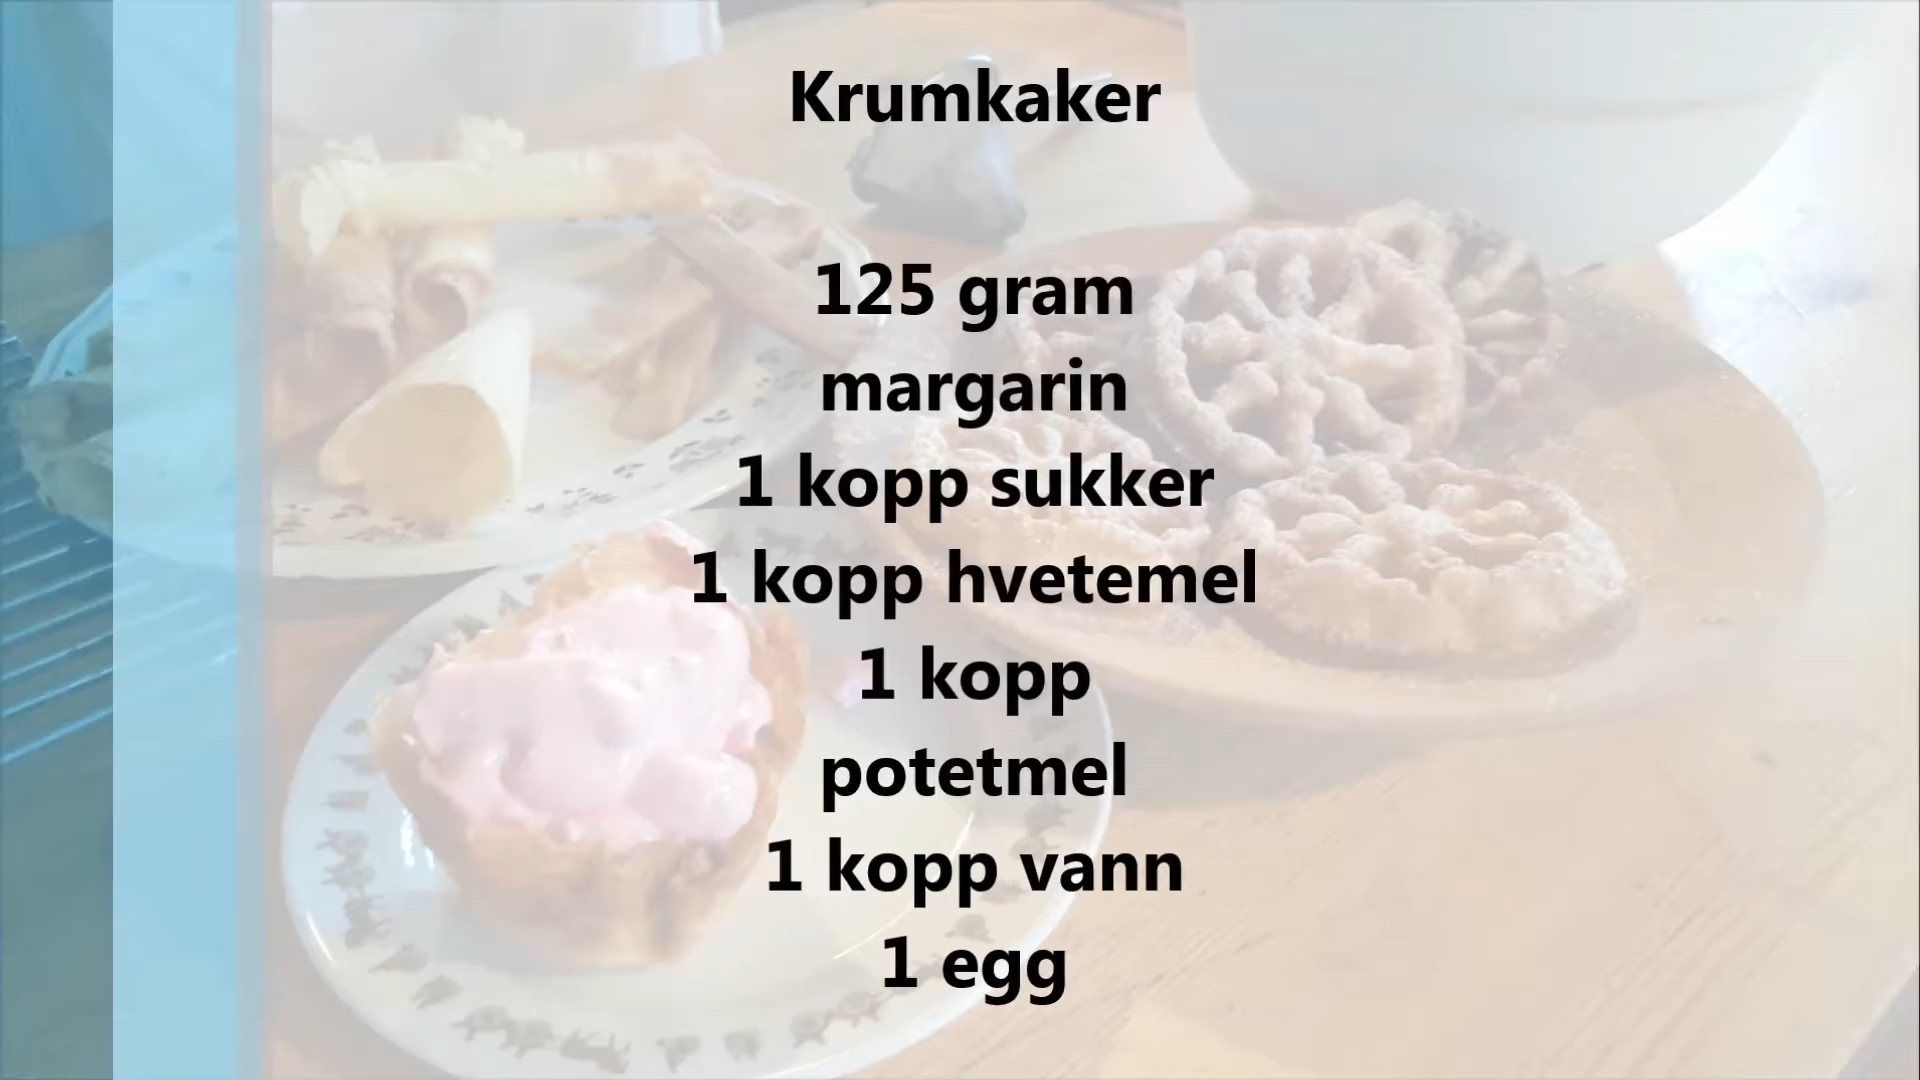 Krumkaker
125 gram
margarin
1 kopp sukker
1 kopp hvetemel
1 kopp
potetmel
1 kopp vann
1 egg